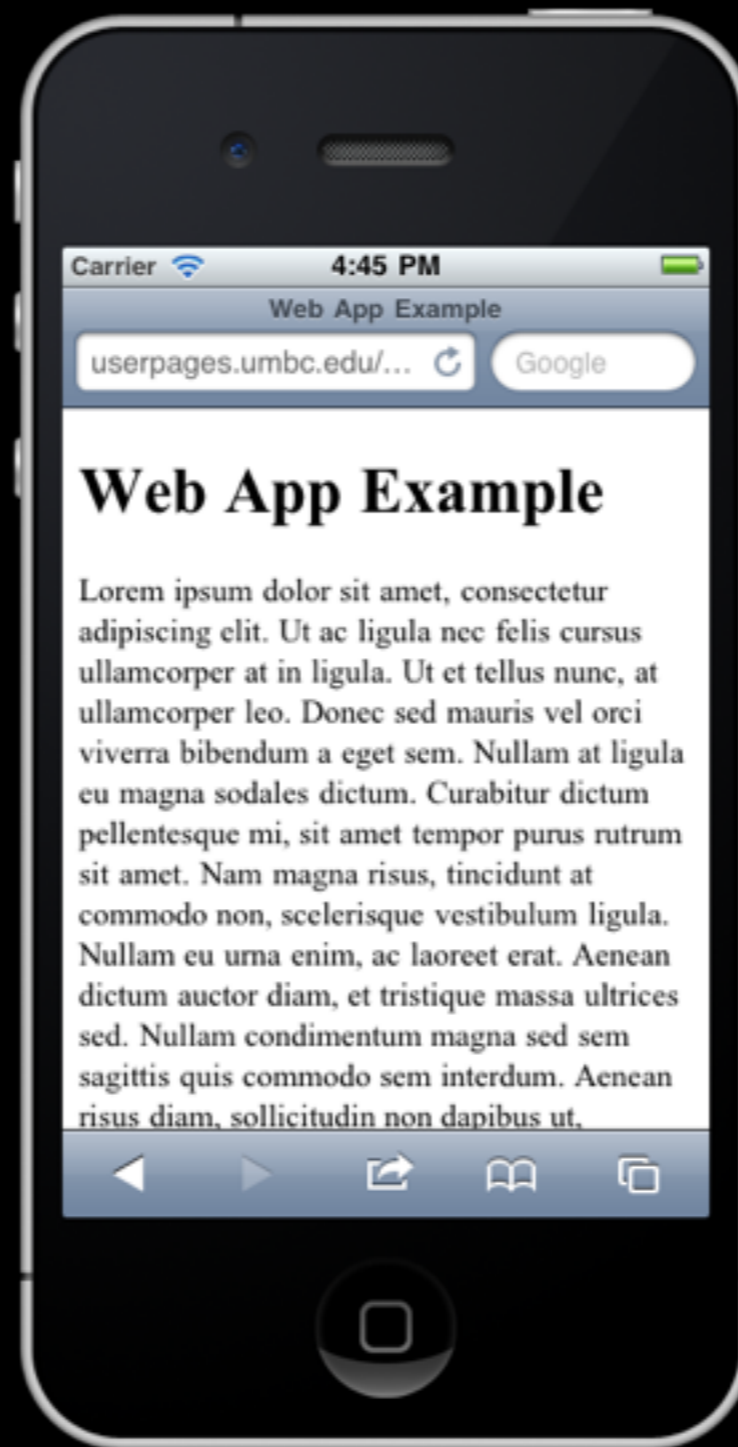 Carrier 4:45 PM
Web App Example
userpages.umbc.edu/... Google
Web App Example
Lorem ipsum dolor sit amet, consectetur
adipiscing elit. Ut ac ligula nec felis cursus
ullamcorper at in ligula. Ut et tellus nunc, at
ullamcorper leo. Donec sed mauris vel orci
viverra bibendum a eget sem. Nullam at ligula
eu magna sodales dictum. Curabitur dictum
pellentesque mi, sit amet tempor purus rutrum
sit amet. Nam magna risus, tincidunt at
commodo non, scelerisque vestibulum ligula.
Nullam eu urna enim, ac laoreet erat. Aenean
dictum auctor diam, et tristique massa ultrices
sed. Nullam condimentum magna sed sem
sagittis quis commodo sem interdum. Aenean
risus diam, sollicitudin non dapibus ut,